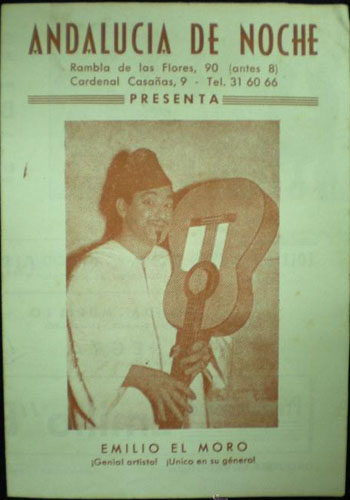 ANDALUCIA DE NOCHE
Rambla de las Flores, 90 (antes 8)
Cardenal Casañas, 9 - Tel. 31 60 66
PRESENTA
EMILIO EL MORO
¡Genial artista! ¡Unico en su género!